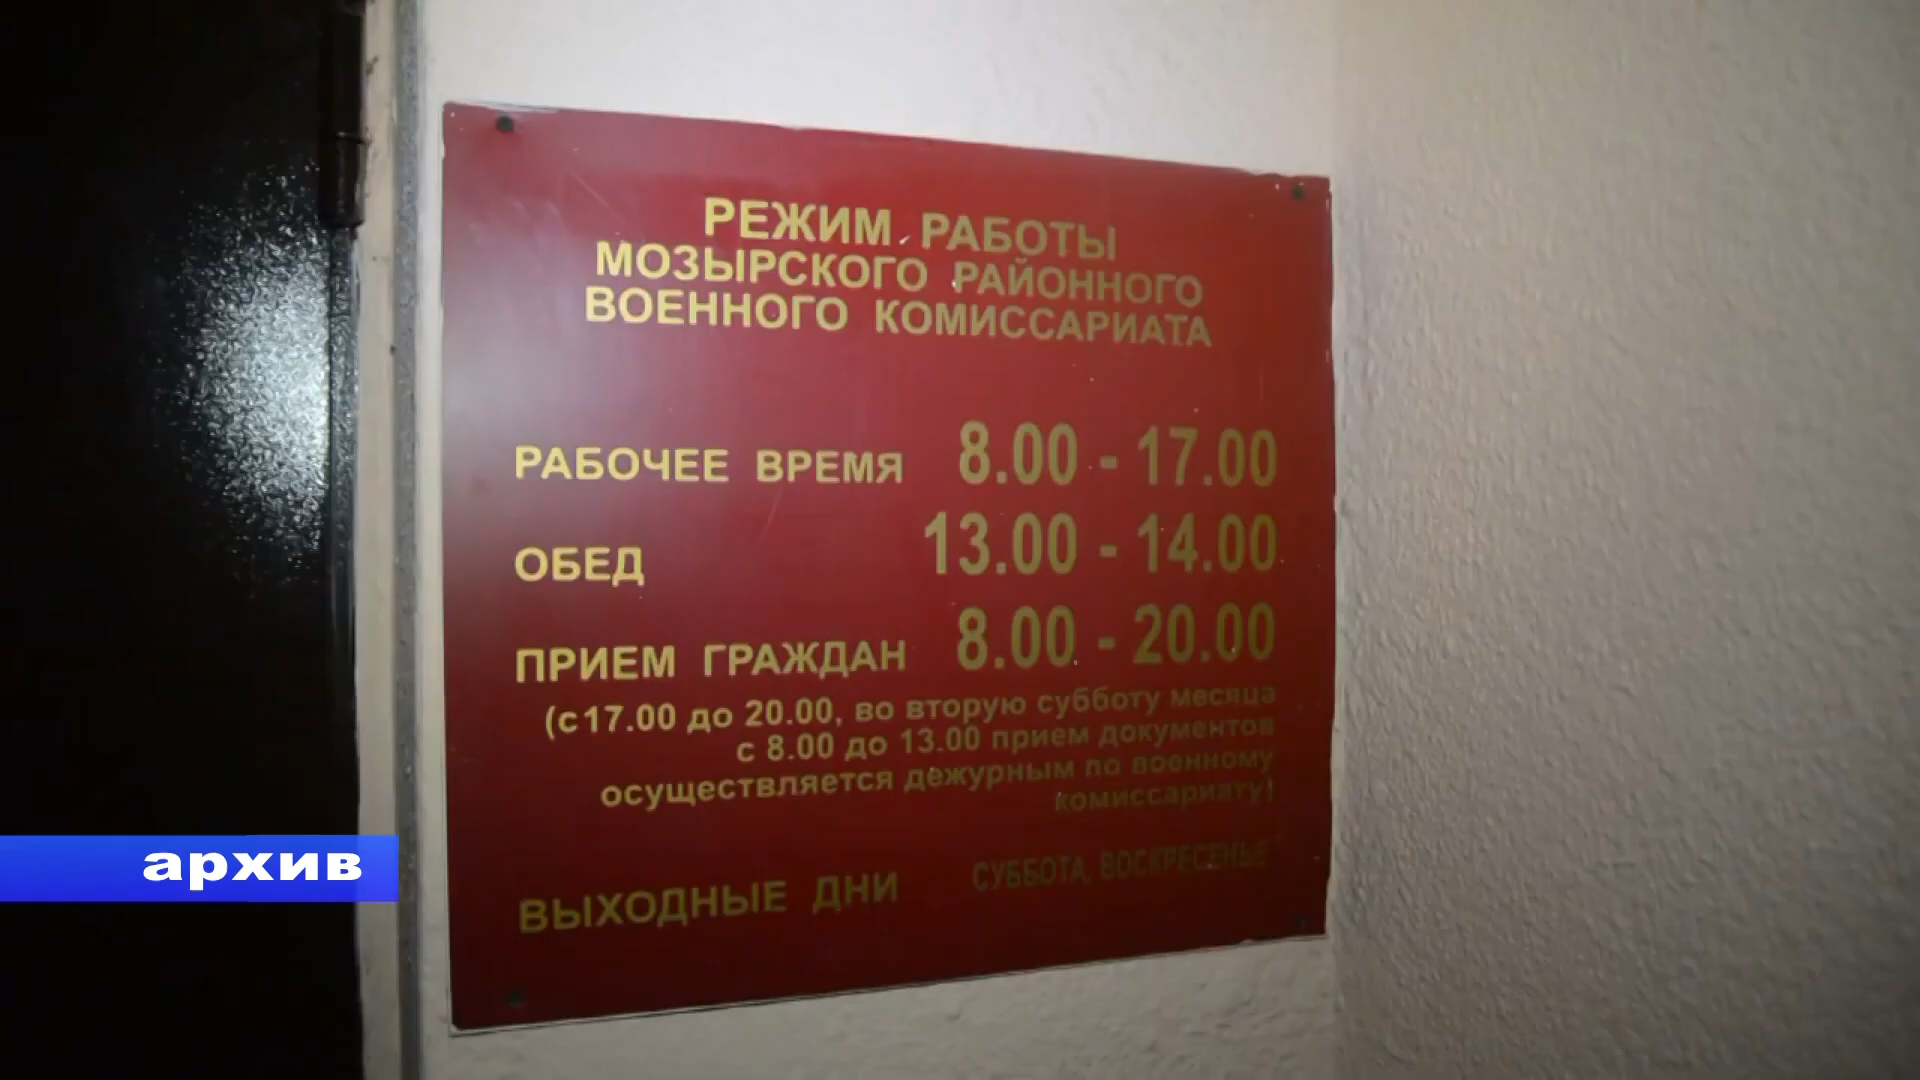 РЕЖИМ РАБОТЫ
МОЗЫРСКОГО РАЙОННОГО
ВОЕННОГО КОМИССАРИАТА
РАБОЧЕЕ ВРЕМЯ 8.00 - 17.00
ОБЕД 13.00 - 14.00
ПРИЕМ ГРАЖДАН 8.00 - 20.00
(с 17.00 до 20.00, во вторую субботу месяца
с 8.00 до 13.00 прием документов
осуществляется дежурным по военному
комиссариату)
ВЫХОДНЫЕ ДНИ СУББОТА, ВОСКРЕСЕНЬЕ
архив